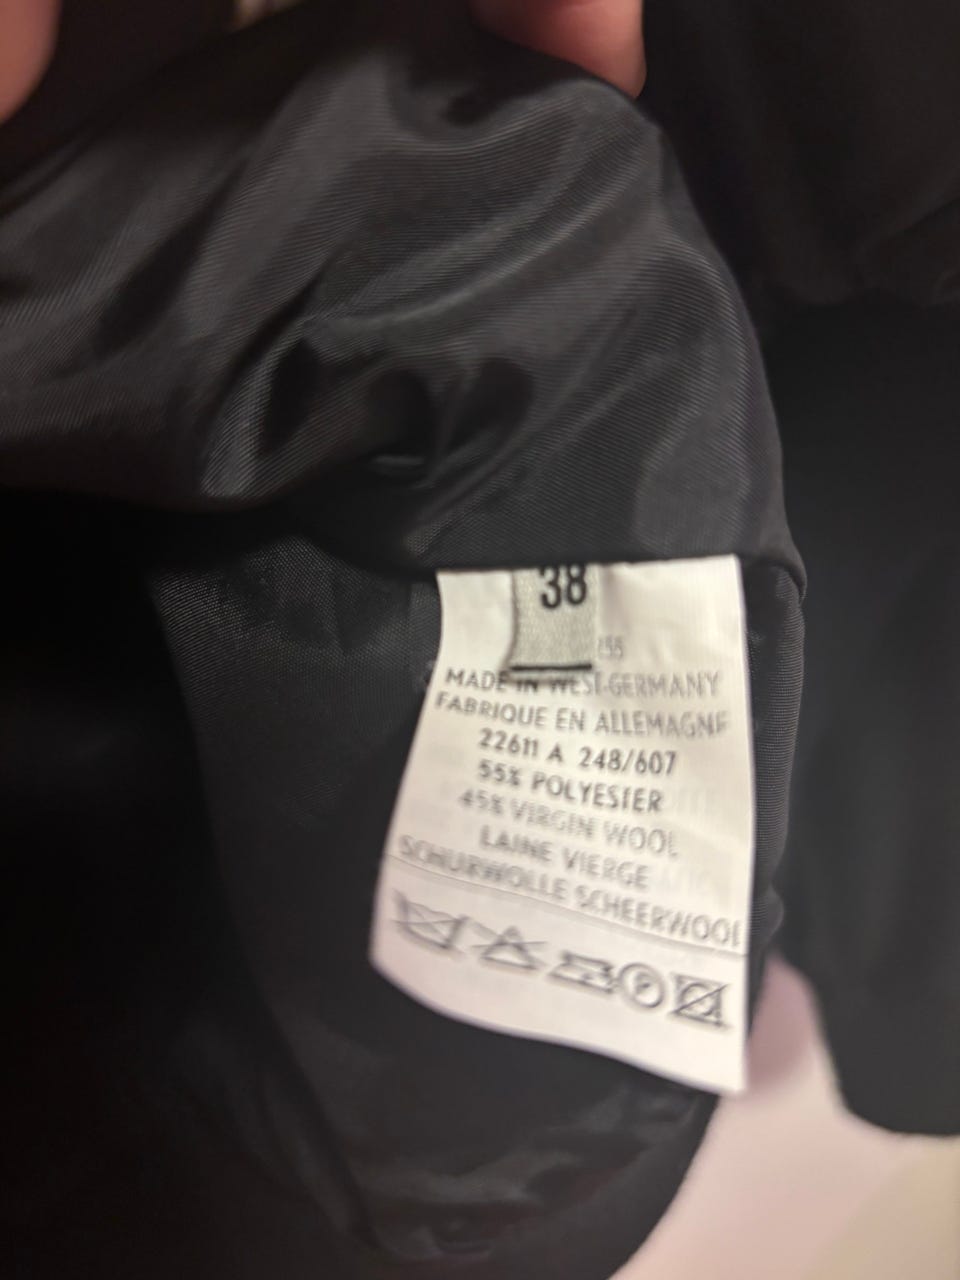 38
MADE IN WEST-GERMANY
FABRIQUE EN ALLEMAGNE
22611 A 248/607
55% POLYESTER
45% VIRGIN WOOL
LAINE VIERGE
SCHURWOLLE SCHEERWOOL
P